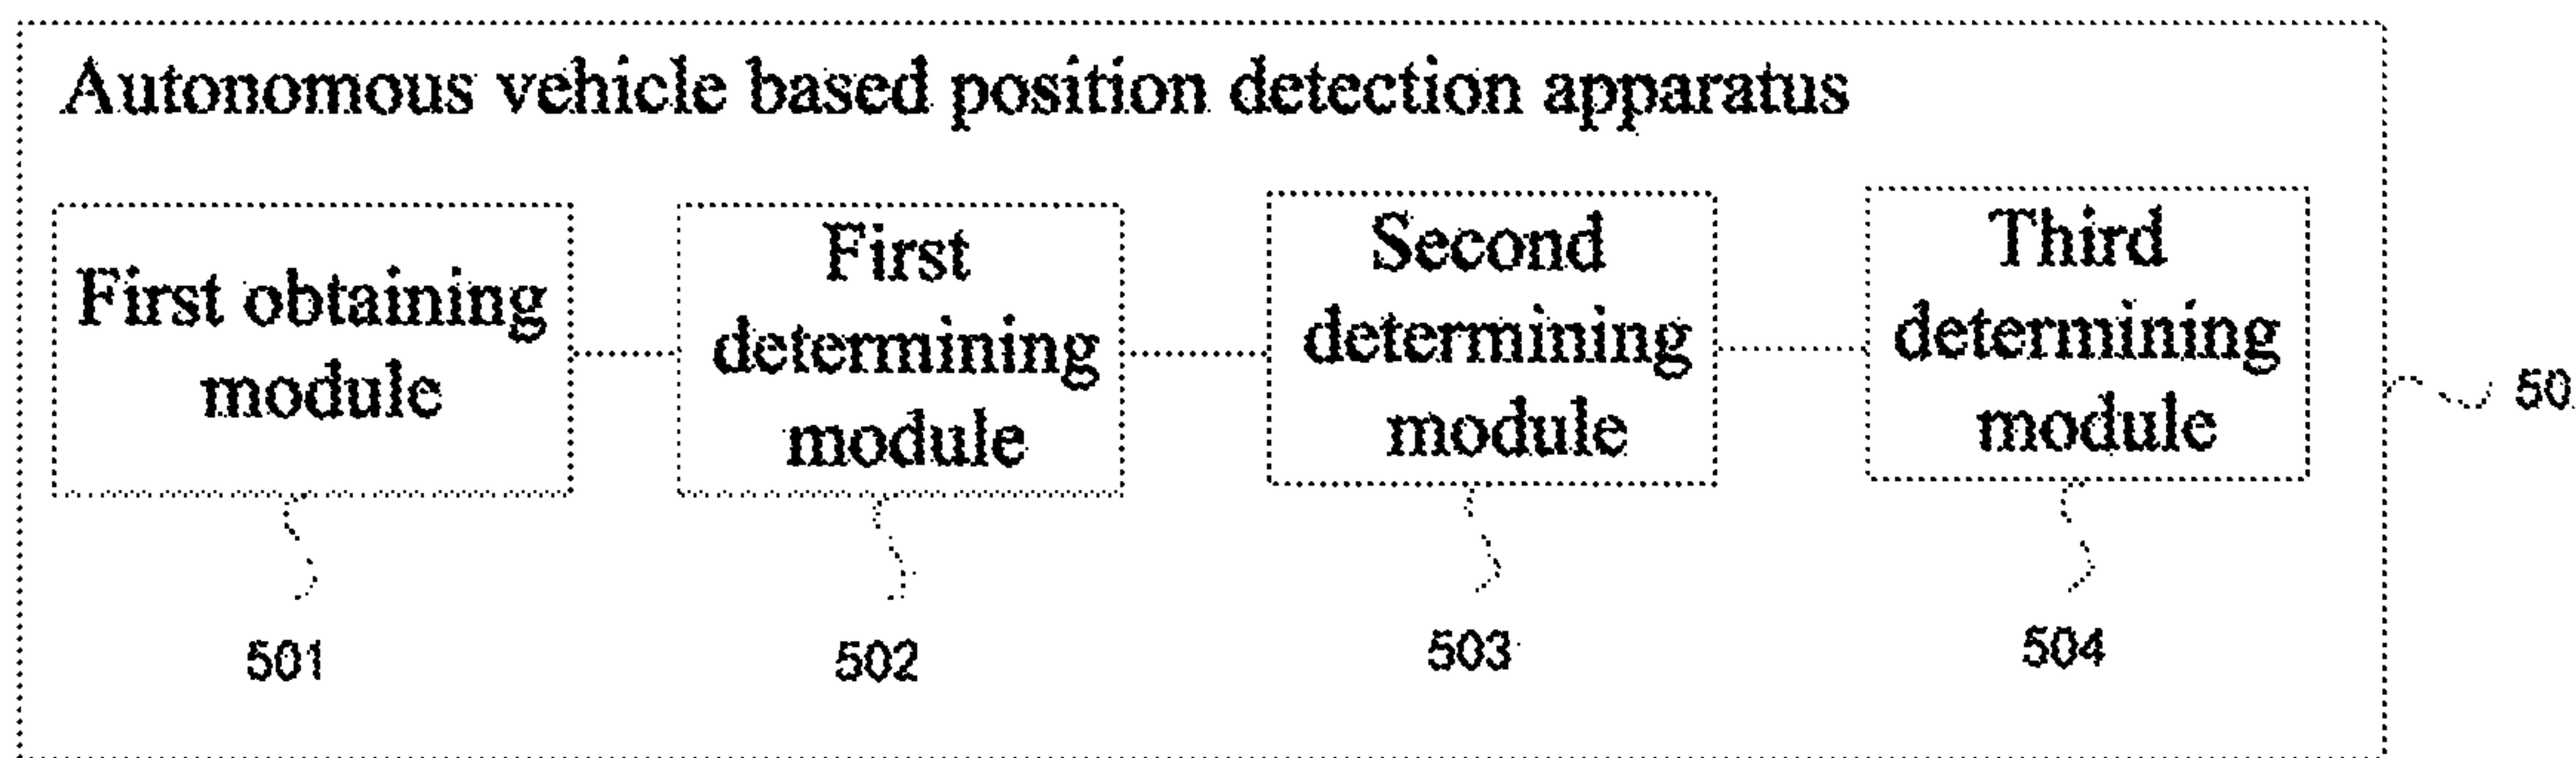 Autonomous vehicle based position detection apparatus
First obtaining
module
First
determining
module
Second
determining
module
Third
determining
module
50
501
502
503
504